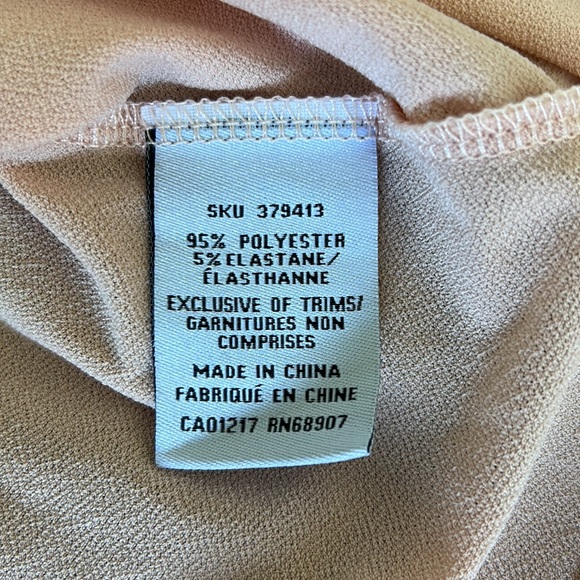 SKU 379413
95% POLYESTER
5% ELASTANE/
ÉLASTHANNE
EXCLUSIVE OF TRIMS/
GARNITURES NON
COMPRISES
MADE IN CHINA
FABRIQUÉ EN CHINE
CA01217 RN68907